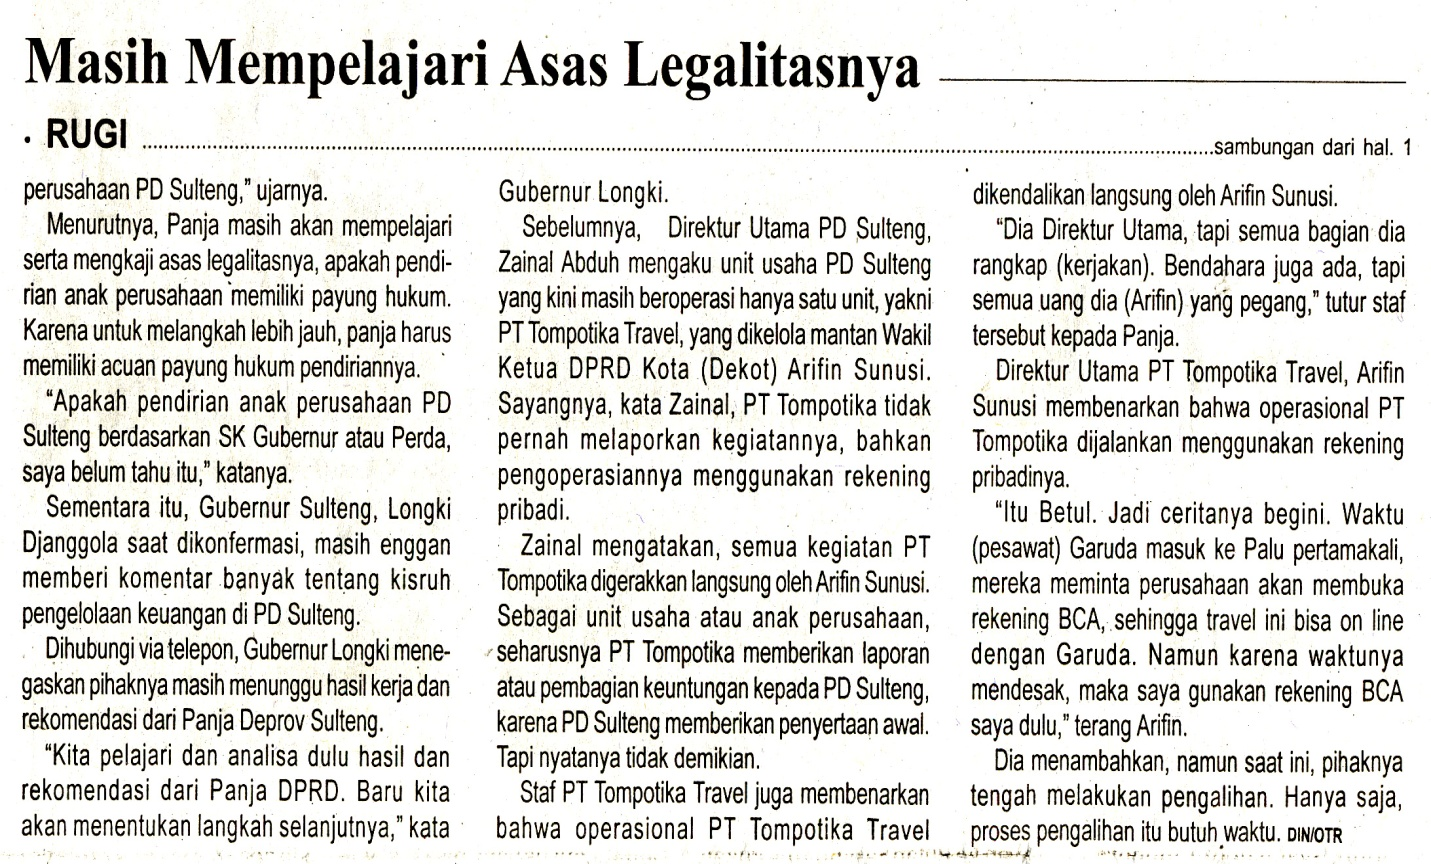 Masih Mempelajari Asas Legalitasnya
• RUGI ...sambungan dari hal. 1
perusahaan PD Sulteng,” ujarnya.
Menurutnya, Panja masih akan mempelajari
serta mengkaji asas legalitasnya, apakah pendi-
rian anak perusahaan memiliki payung hukum.
Karena untuk melangkah lebih jauh, panja harus
memiliki acuan payung hukum pendiriannya.
“Apakah pendirian anak perusahaan PD
Sulteng berdasarkan SK Gubernur atau Perda,
saya belum tahu itu,” katanya.
Sementara itu, Gubernur Sulteng, Longki
Djanggola saat dikonfermasi, masih enggan
memberi komentar banyak tentang kisruh
pengelolaan keuangan di PD Sulteng.
Dihubungi via telepon, Gubernur Longki mene-
gaskan pihaknya masih menunggu hasil kerja dan
rekomendasi dari Panja Deprov Sulteng.
“Kita pelajari dan analisa dulu hasil dan
rekomendasi dari Panja DPRD. Baru kita
akan menentukan langkah selanjutnya,” kata
Gubernur Longki.
Sebelumnya, Direktur Utama PD Sulteng,
Zainal Abduh mengaku unit usaha PD Sulteng
yang kini masih beroperasi hanya satu unit, yakni
PT Tompotika Travel, yang dikelola mantan Wakil
Ketua DPRD Kota (Dekot) Arifin Sunusi.
Sayangnya, kata Zainal, PT Tompotika tidak
pernah melaporkan kegiatannya, bahkan
pengoperasiannya menggunakan rekening
pribadi.
Zainal mengatakan, semua kegiatan PT
Tompotika digerakkan langsung oleh Arifin Sunusi.
Sebagai unit usaha atau anak perusahaan,
seharusnya PT Tompotika memberikan laporan
atau pembagian keuntungan kepada PD Sulteng,
karena PD Sulteng memberikan penyertaan awal.
Tapi nyatanya tidak demikian.
Staf PT Tompotika Travel juga membenarkan
bahwa operasional PT Tompotika Travel
dikendalikan langsung oleh Arifin Sunusi.
“Dia Direktur Utama, tapi semua bagian dia
rangkap (kerjakan). Bendahara juga ada, tapi
semua uang dia (Arifin) yang pegang,” tutur staf
tersebut kepada Panja.
Direktur Utama PT Tompotika Travel, Arifin
Sunusi membenarkan bahwa operasional PT
Tompotika dijalankan menggunakan rekening
pribadinya.
“Itu Betul. Jadi ceritanya begini. Waktu
(pesawat) Garuda masuk ke Palu pertamakali,
mereka meminta perusahaan akan membuka
rekening BCA, sehingga travel ini bisa on line
dengan Garuda. Namun karena waktunya
mendesak, maka saya gunakan rekening BCA
saya dulu,” terang Arifin.
Dia menambahkan, namun saat ini, pihaknya
tengah melakukan pengalihan. Hanya saja,
proses pengalihan itu butuh waktu. DIN/OTR